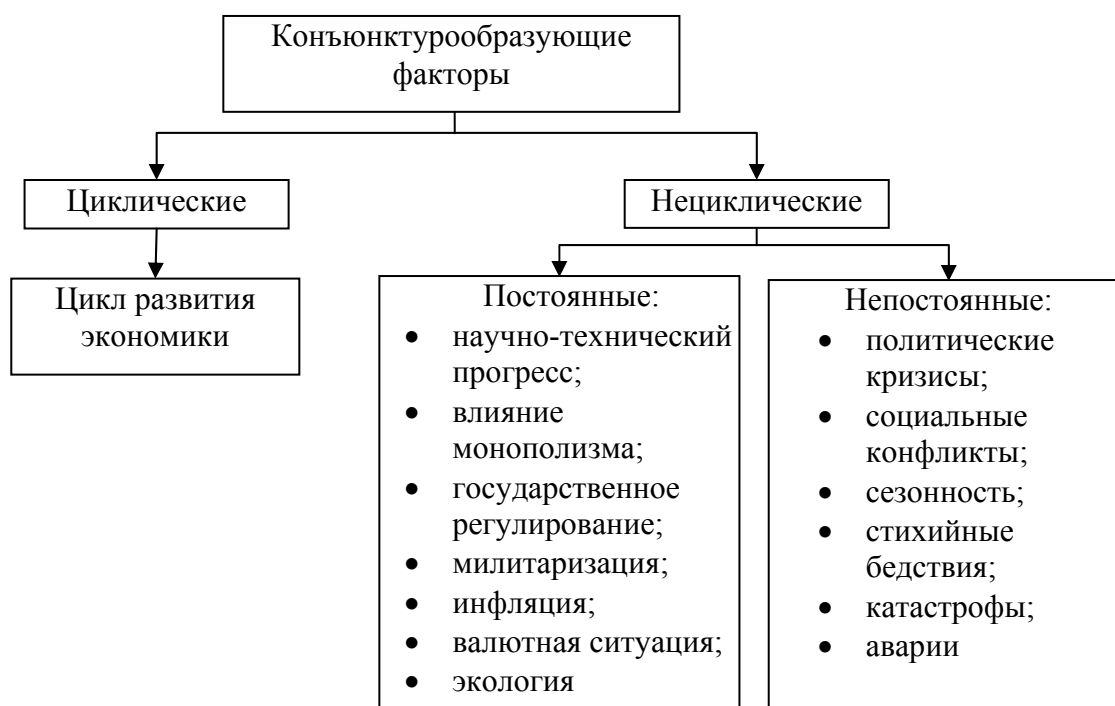 Конъюнктурообразующие
факторы
Циклические
Нециклические
Цикл развития
экономики
Постоянные:
• научно-технический
прогресс;
• влияние
монополизма;
• государственное
регулирование;
• милитаризация;
• инфляция;
• валютная ситуация;
• экология
Непостоянные:
• политические
кризисы;
• социальные
конфликты;
• сезонность;
• стихийные
бедствия;
• катастрофы;
• аварии